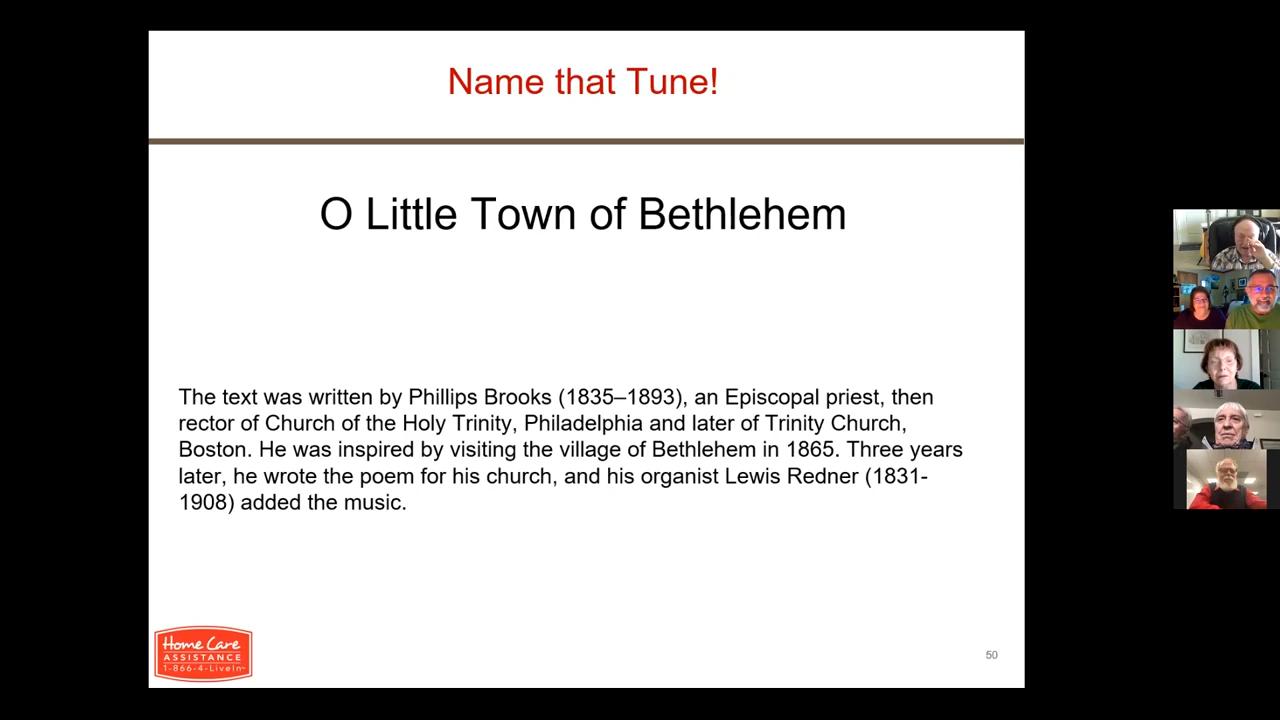 Name that Tune!
O Little Town of Bethlehem
The text was written by Phillips Brooks (1835–1893), an Episcopal priest, then
rector of Church of the Holy Trinity, Philadelphia and later of Trinity Church,
Boston. He was inspired by visiting the village of Bethlehem in 1865. Three years
later, he wrote the poem for his church, and his organist Lewis Redner (1831-
1908) added the music.
Home Care
ASSISTANCE
1-866-4-LiveIn
50